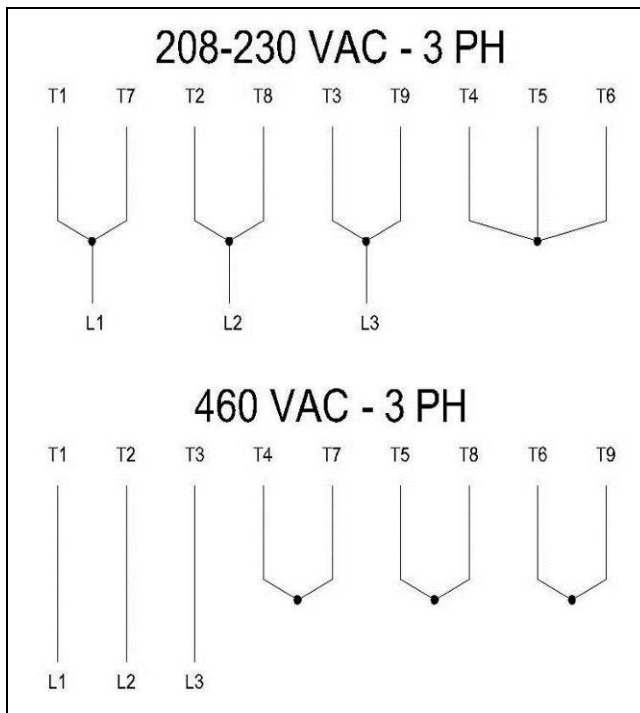 208-230 VAC - 3 PH
T1 T7 T2 T8 T3 T9 T4 T5 T6
L1 L2 L3
460 VAC - 3 PH
T1 T2 T3 T4 T7 T5 T8 T6 T9
L1 L2 L3